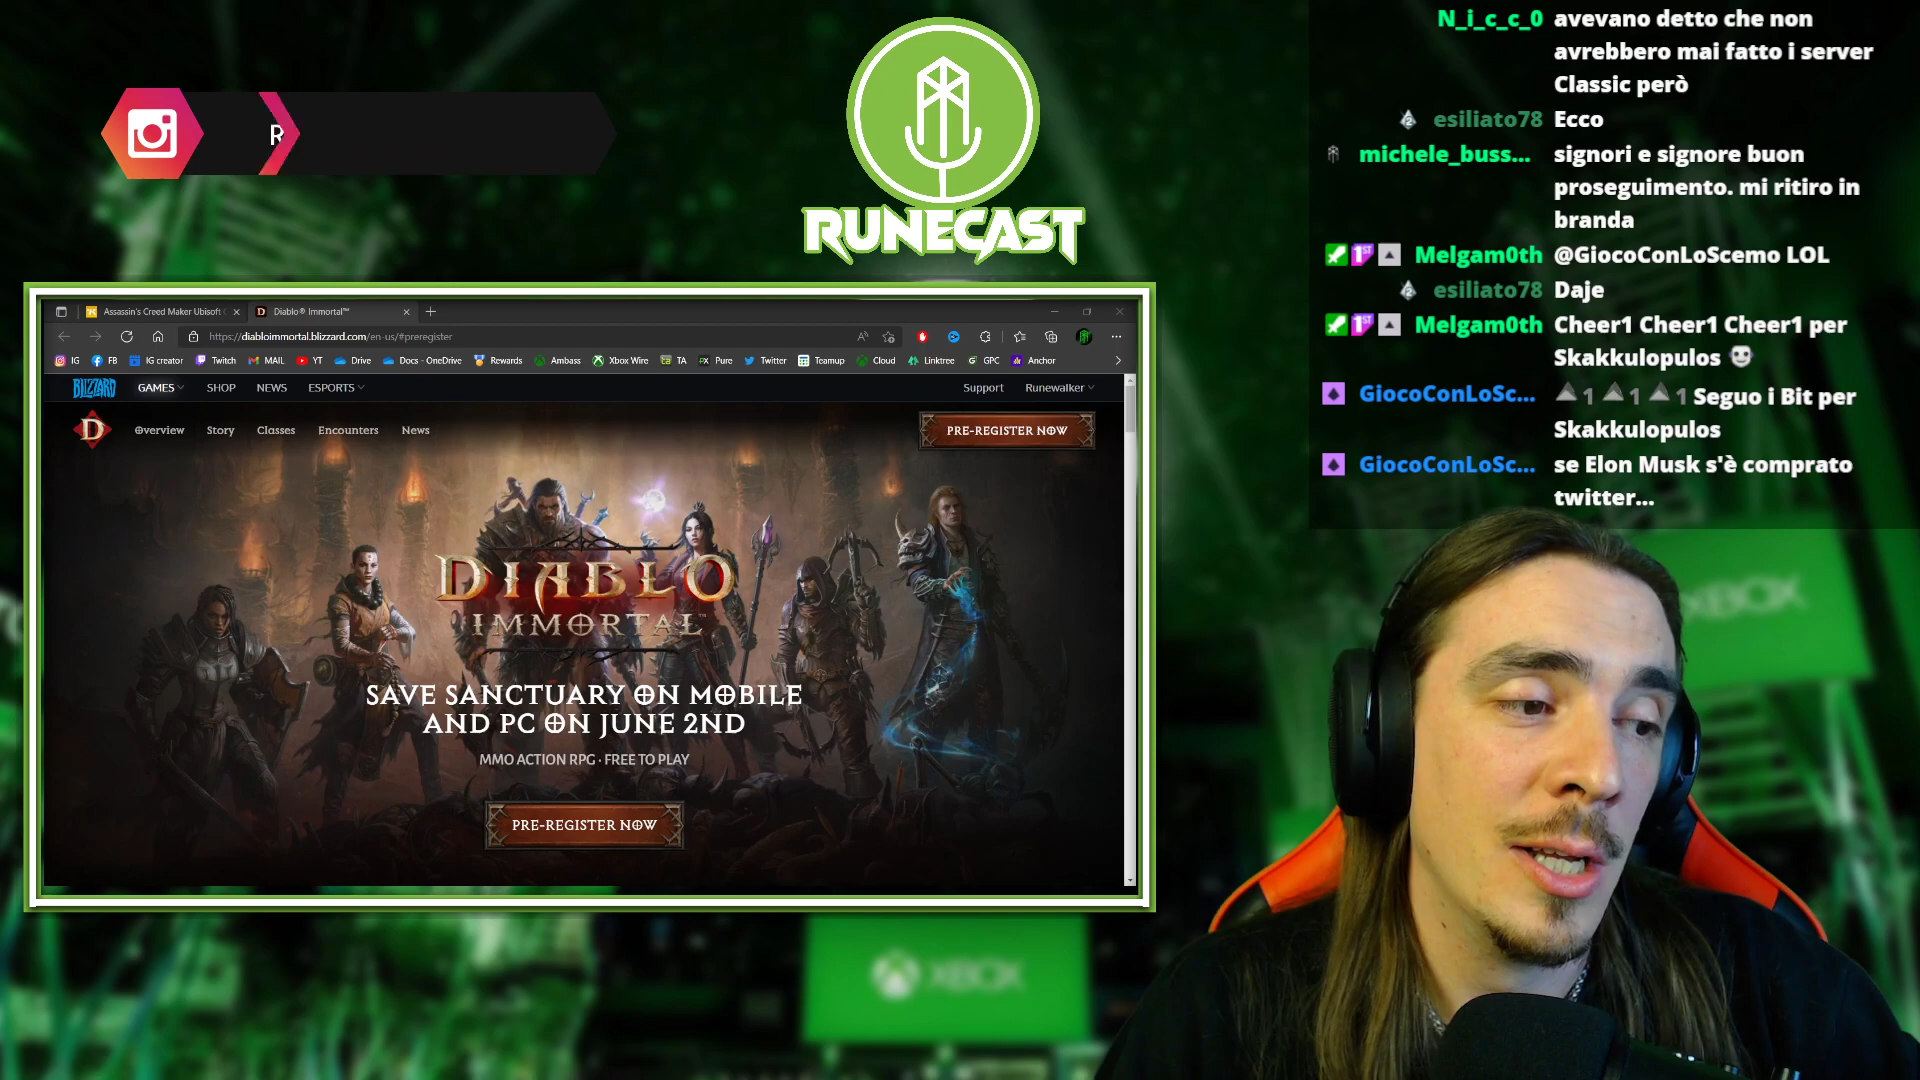 R
RUNECAST
Assassin's Creed Maker Ubisoft
Diablo® Immortal™
https://diabloimmortal.blizzard.com/en-us/#preregister
IG
FB
IG creator
Twitch
MAIL
YT
Drive
Docs - OneDrive
Rewards
Ambass
Xbox Wire
TA
Pure
Twitter
Teamup
Cloud
Linktree
GPC
Anchor
BLIZZARD
GAMES
SHOP
NEWS
ESPORTS
Support
Runewalker
D
Overview
Story
Classes
Encounters
News
PRE-REGISTER NOW
DIABLO
IMMORTAL
SAVE SANCTUARY ON MOBILE
AND PC ON JUNE 2ND
MMO ACTION RPG · FREE TO PLAY
PRE-REGISTER NOW
N_i_c_c_0 avevano detto che non
avrebbero mai fatto i server
Classic però
2 esiliato78 Ecco
michele_buss... signori e signore buon
proseguimento. mi ritiro in
branda
1ST Melgam0th @GiocoConLoScemo LOL
2 esiliato78 Daje
1ST Melgam0th Cheer1 Cheer1 Cheer1 per
Skakkulopulos
GiocoConLoSc... 1 1 1 Seguo i Bit per
Skakkulopulos
GiocoConLoSc... se Elon Musk s'è comprato
twitter...
XBOX
XBOX